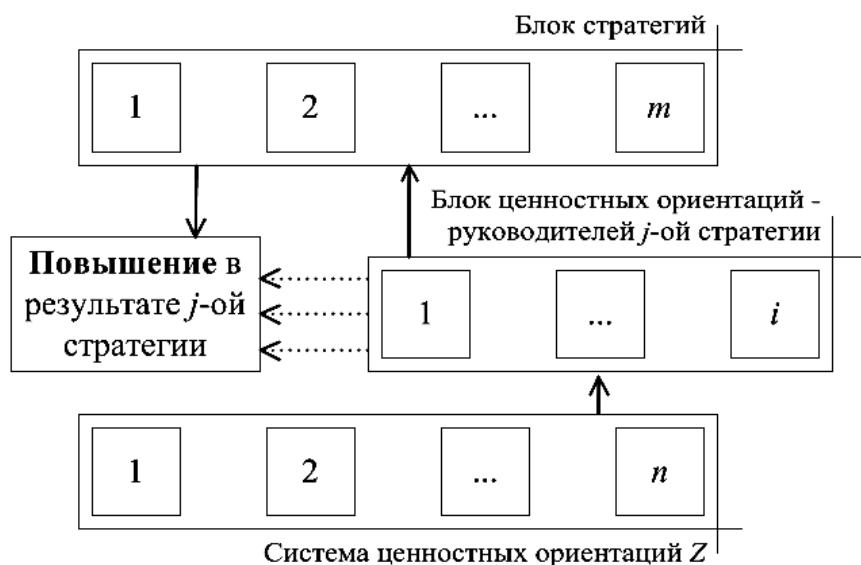 Блок стратегий
1 2 ... m
Блок ценностных ориентаций -
руководителей j-ой стратегии
Повышение в
результате j-ой
стратегии
1 ... i
1 2 ... n
Система ценностных ориентаций Z